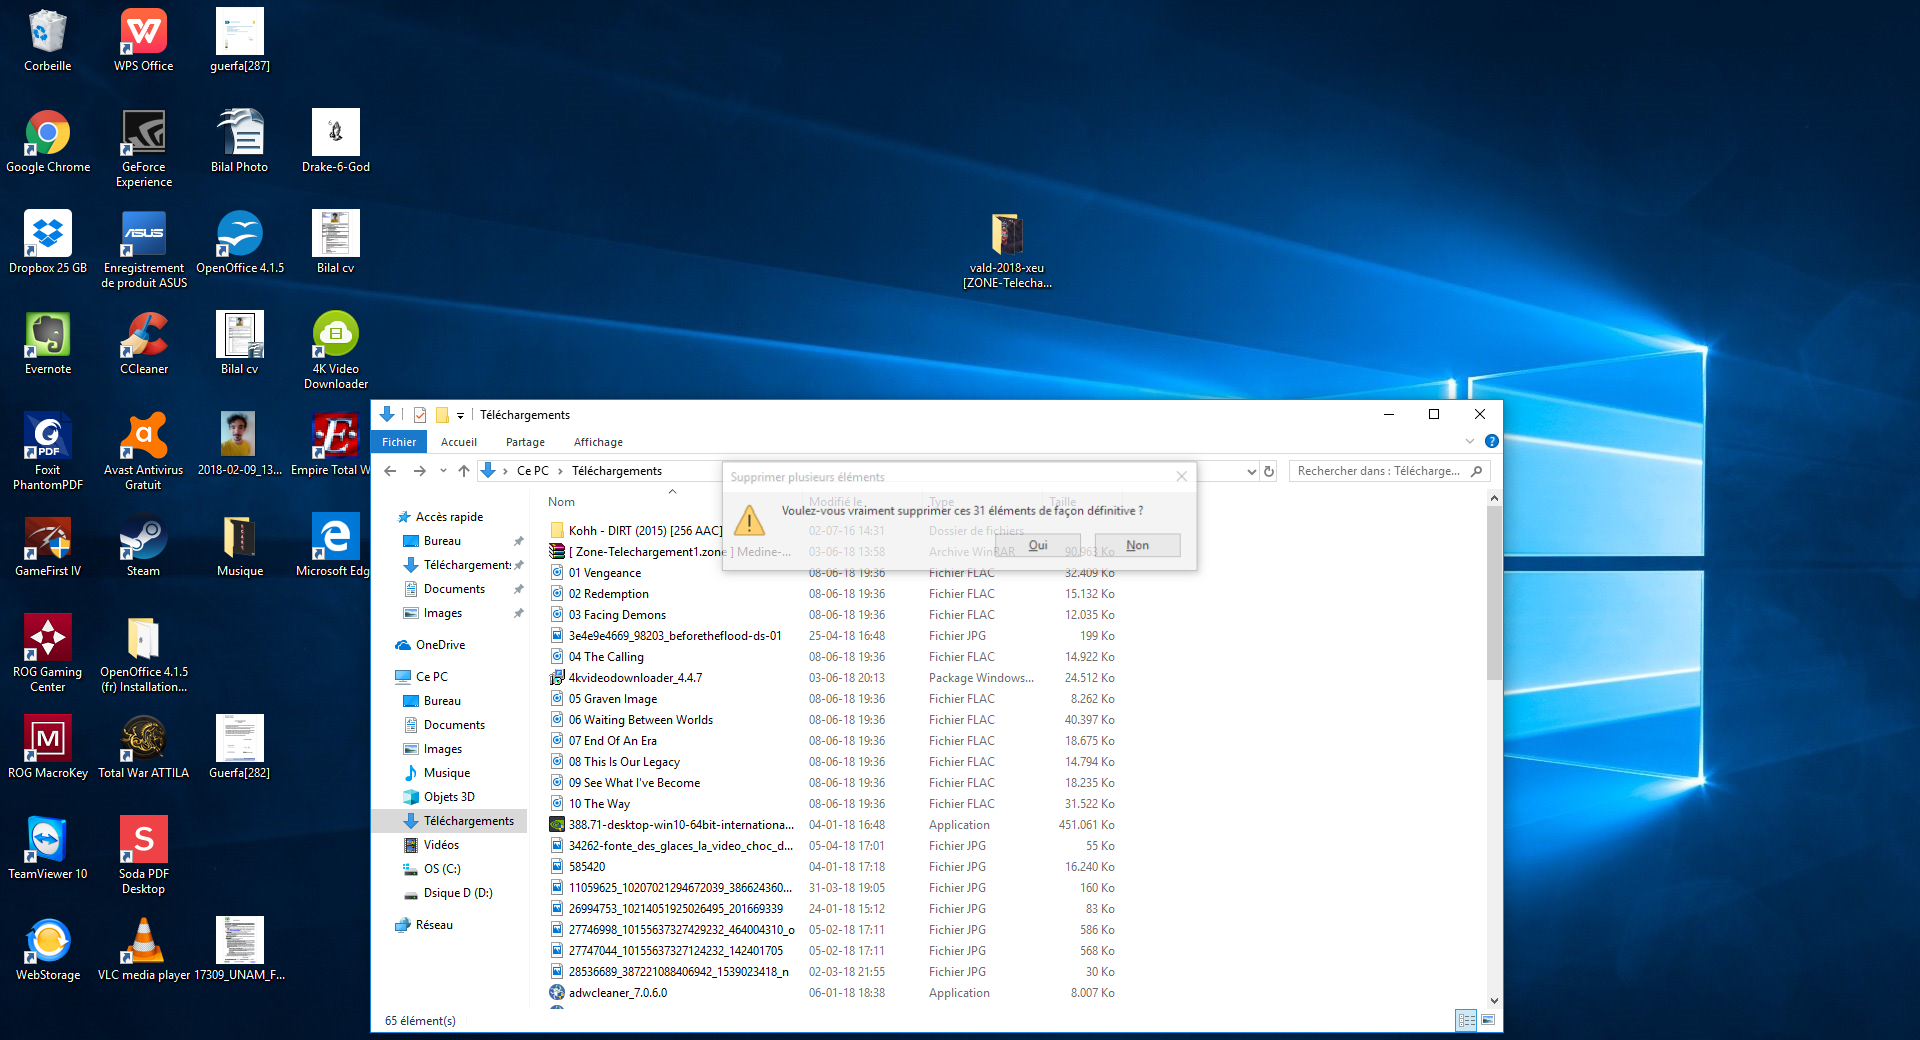 Corbeille
WPS Office
guerfa[287]
Google Chrome
GeForce
Experience
Bilal Photo
Drake-6-God
Dropbox 25 GB
Enregistrement
de produit ASUS
OpenOffice 4.1.5
Bilal cv
vald-2018-xeu
[ZONE-Telecha...
Evernote
CCleaner
Bilal cv
4K Video
Downloader
Foxit
PhantomPDF
Avast Antivirus
Gratuit
2018-02-09_13...
Empire Total W
GameFirst IV
Steam
Musique
Microsoft Edg
ROG Gaming
Center
OpenOffice 4.1.5
(fr) Installation...
ROG MacroKey
Total War ATTILA
Guerfa[282]
TeamViewer 10
Soda PDF
Desktop
WebStorage
VLC media player
17309_UNAM_F...
Téléchargements
Fichier
Accueil
Partage
Affichage
Ce PC
Téléchargements
Rechercher dans : Télécharge...
Supprimer plusieurs éléments
Voulez-vous vraiment supprimer ces 31 éléments de façon définitive ?
Oui
Non
Accès rapide
Bureau
Téléchargement:
Documents
Images
OneDrive
Ce PC
Bureau
Documents
Images
Musique
Objets 3D
Téléchargements
Vidéos
OS (C:)
Dsique D (D:)
Réseau
Nom Modifié le Type Taille
Kohh - DIRT (2015) [256 AAC] 02-07-16 14:31 Dossier de fichiers
[ Zone-Telechargement1.zone ] Medine-... 03-06-18 13:58 Archive WinRAR 90.963 Ko
01 Vengeance 08-06-18 19:36 Fichier FLAC 32.409 Ko
02 Redemption 08-06-18 19:36 Fichier FLAC 15.132 Ko
03 Facing Demons 08-06-18 19:36 Fichier FLAC 12.035 Ko
3e4e9e4669_98203_beforetheflood-ds-01 25-04-18 16:48 Fichier JPG 199 Ko
04 The Calling 08-06-18 19:36 Fichier FLAC 14.922 Ko
4kvideodownloader_4.4.7 03-06-18 20:13 Package Windows... 24.512 Ko
05 Graven Image 08-06-18 19:36 Fichier FLAC 8.262 Ko
06 Waiting Between Worlds 08-06-18 19:36 Fichier FLAC 40.397 Ko
07 End Of An Era 08-06-18 19:36 Fichier FLAC 18.675 Ko
08 This Is Our Legacy 08-06-18 19:36 Fichier FLAC 14.794 Ko
09 See What I've Become 08-06-18 19:36 Fichier FLAC 18.235 Ko
10 The Way 08-06-18 19:36 Fichier FLAC 31.522 Ko
388.71-desktop-win10-64bit-internationa... 04-01-18 16:48 Application 451.061 Ko
34262-fonte_des_glaces_la_video_choc_d... 05-04-18 17:01 Fichier JPG 55 Ko
585420 04-01-18 17:18 Fichier JPG 16.240 Ko
11059625_10207021294672039_386624360... 31-03-18 19:05 Fichier JPG 160 Ko
26994753_10214051925026495_201669339 24-01-18 15:12 Fichier JPG 83 Ko
27746998_10155637327429232_464004310_o 05-02-18 17:11 Fichier JPG 586 Ko
27747044_10155637327124232_142401705 05-02-18 17:11 Fichier JPG 568 Ko
28536689_387221088406942_1539023418_n 02-03-18 21:55 Fichier JPG 30 Ko
adwcleaner_7.0.6.0 06-01-18 18:38 Application 8.007 Ko
65 élément(s)